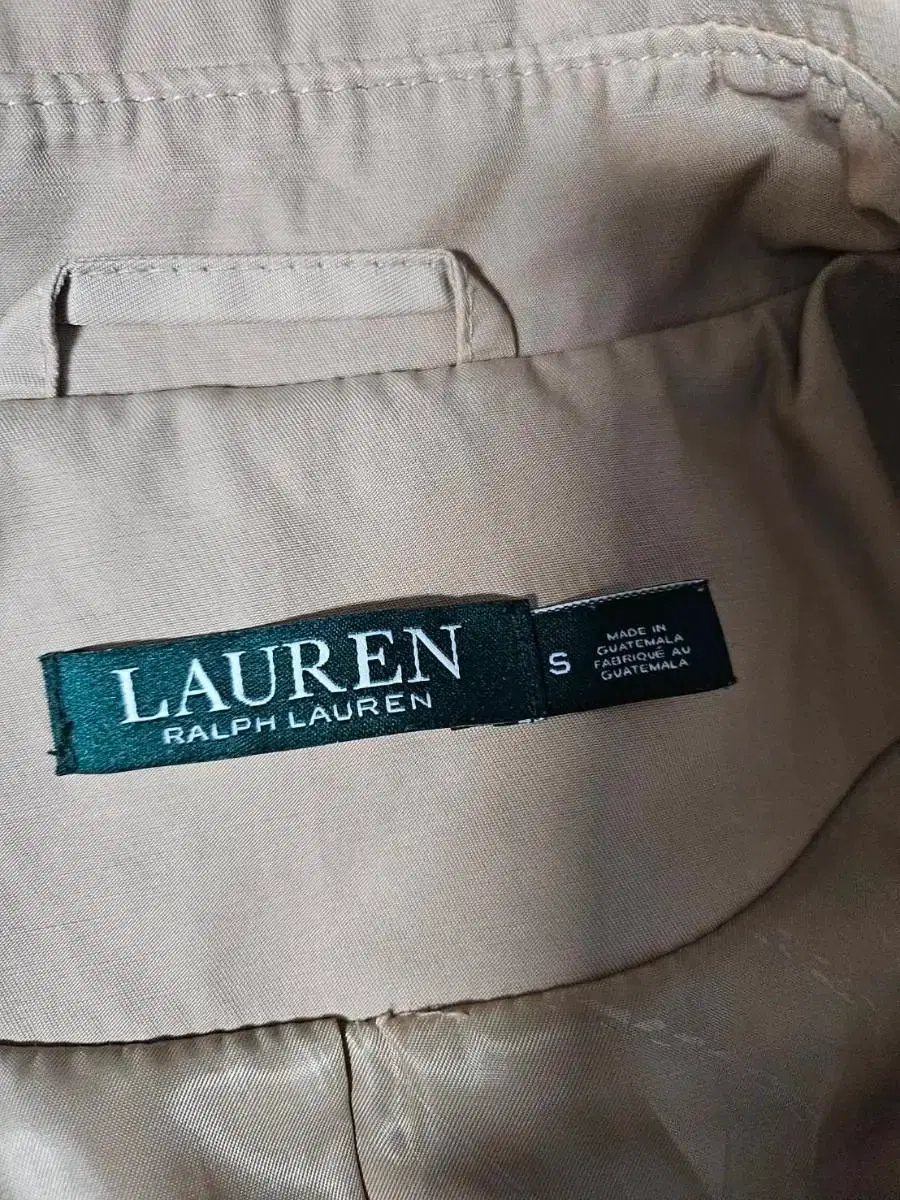 LAUREN
RALPH LAUREN
S
MADE IN
GUATEMALA
FABRIQUÉ AU
GUATEMALA